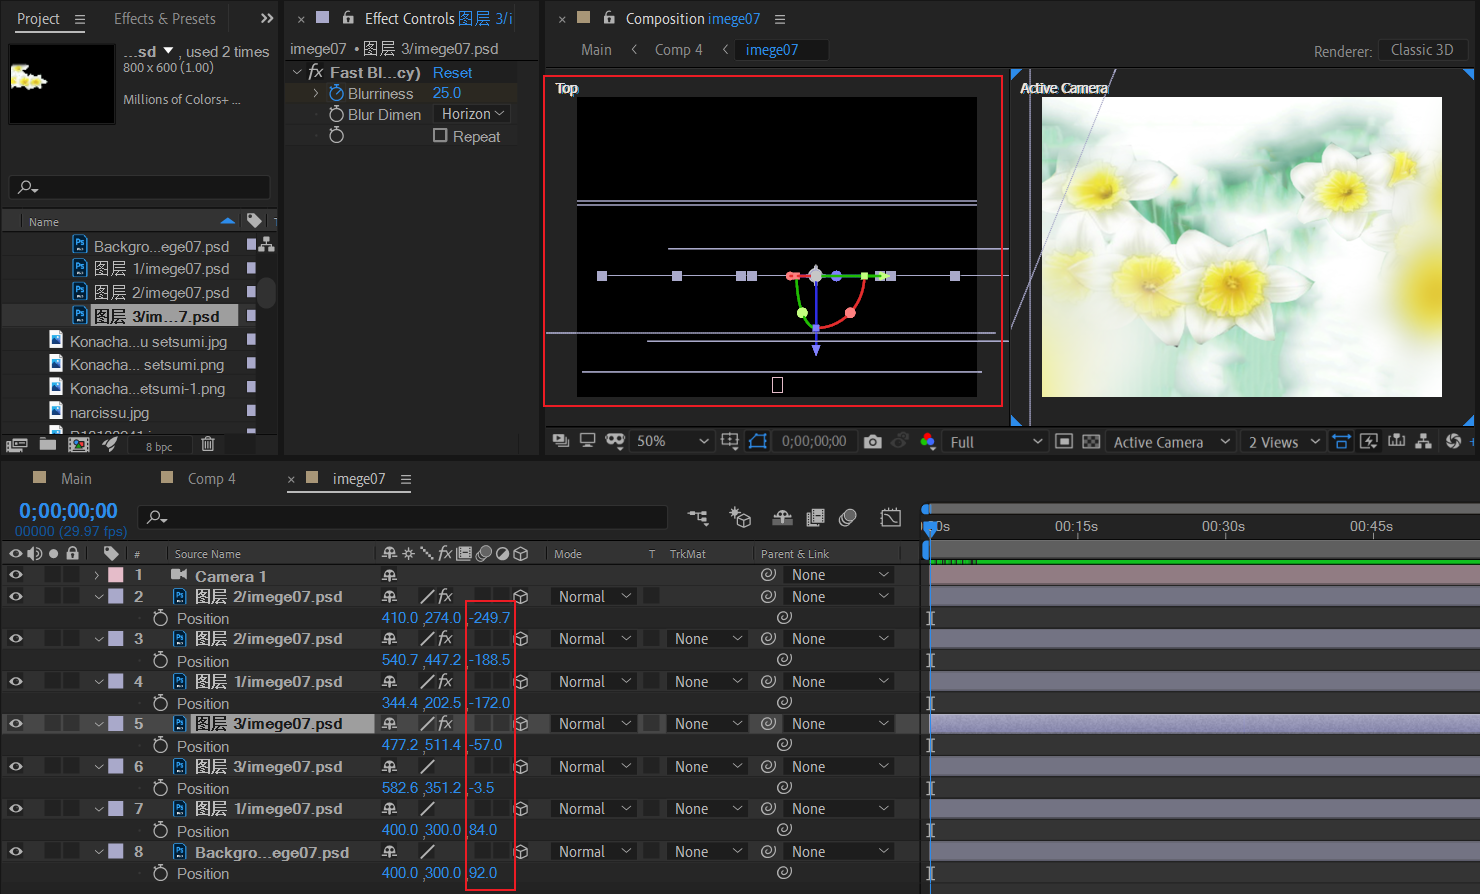 Project
Effects & Presets
...sd , used 2 times
800 x 600 (1.00)
Millions of Colors+ ...
Name
Backgro...ege07.psd
图层 1/imege07.psd
图层 2/imege07.psd
图层 3/im...7.psd
Konacha...u setsumi.jpg
Konacha... setsumi.png
Konacha...etsumi-1.png
narcissu.jpg
8 bpc
Effect Controls 图层 3/i
imege07 • 图层 3/imege07.psd
fx Fast Bl...cy) Reset
Blurriness 25.0
Blur Dimen Horizon
Repeat
Composition imege07
Main Comp 4 imege07
Renderer: Classic 3D
Top
Active Camera
50% 0;00;00;00 Full Active Camera 2 Views
Main Comp 4 imege07
0;00;00;00
00000 (29.97 fps)
00s 00:15s 00:30s 00:45s
# Source Name fx Mode T TrkMat Parent & Link
1 Camera 1 None
2 图层 2/imege07.psd fx Normal None
Position 410.0 ,274.0 ,-249.7
3 图层 2/imege07.psd fx Normal None None
Position 540.7 ,447.2 ,-188.5
4 图层 1/imege07.psd fx Normal None None
Position 344.4 ,202.5 ,-172.0
5 图层 3/imege07.psd fx Normal None None
Position 477.2 ,511.4 ,-57.0
6 图层 3/imege07.psd Normal None None
Position 582.6 ,351.2 ,-3.5
7 图层 1/imege07.psd Normal None None
Position 400.0 ,300.0 ,84.0
8 Backgro...ege07.psd Normal None None
Position 400.0 ,300.0 ,92.0